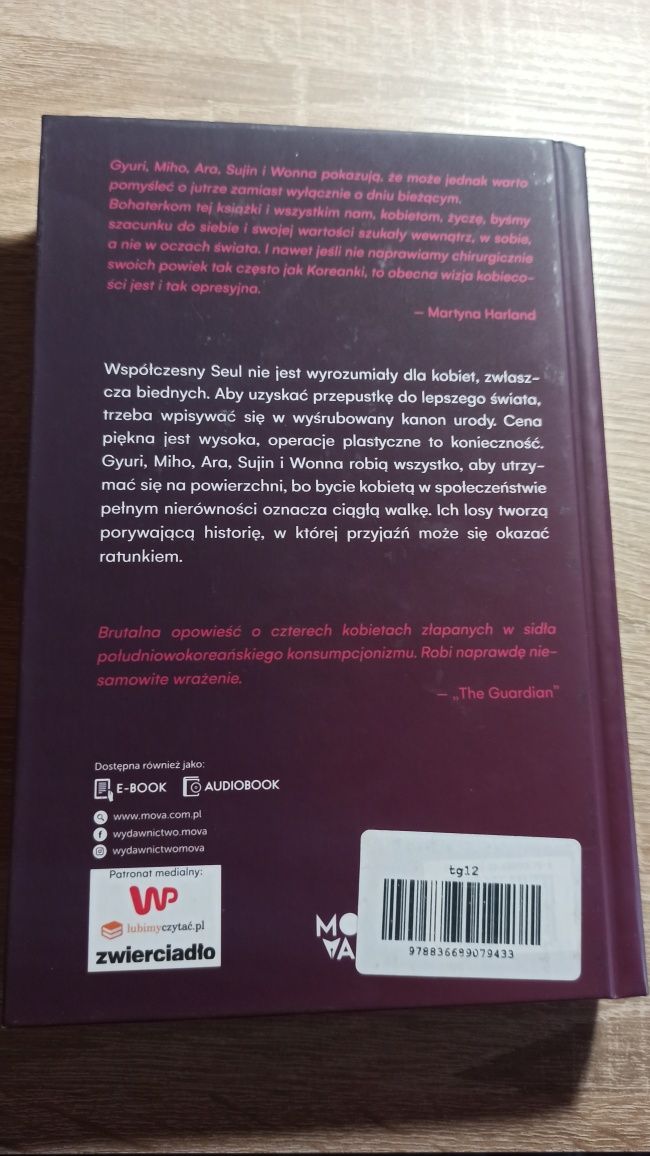 Gyuri, Miho, Ara, Sujin i Wonna pokazują, że może jednak warto
pomyśleć o jutrze zamiast wyłącznie o dniu bieżącym.
Bohaterkom tej książki i wszystkim nam, kobietom, życzę, byśmy
szacunku do siebie i swojej wartości szukały wewnątrz, w sobie,
a nie w oczach świata. I nawet jeśli nie naprawiamy chirurgicznie
swoich powiek tak często jak Koreanki, to obecna wizja kobieco-
ści jest i tak opresyjna.
— Martyna Harland
Współczesny Seul nie jest wyrozumiały dla kobiet, zwłasz-
cza biednych. Aby uzyskać przepustkę do lepszego świata,
trzeba wpisywać się w wyśrubowany kanon urody. Cena
piękna jest wysoka, operacje plastyczne to konieczność.
Gyuri, Miho, Ara, Sujin i Wonna robią wszystko, aby utrzy-
mać się na powierzchni, bo bycie kobietą w społeczeństwie
pełnym nierówności oznacza ciągłą walkę. Ich losy tworzą
porywającą historię, w której przyjaźń może się okazać
ratunkiem.
Brutalna opowieść o czterech kobietach złapanych w sidła
południowokoreańskiego konsumpcjonizmu. Robi naprawdę nie-
samowite wrażenie.
— „The Guardian”
Dostępna również jako:
E-BOOK AUDIOBOOK
www.mova.com.pl
wydawnictwo.mova
wydawnictwomova
Patronat medialny:
WP
lubimyczytać.pl
zwierciadło
MO
VA
tg12
978836699079433